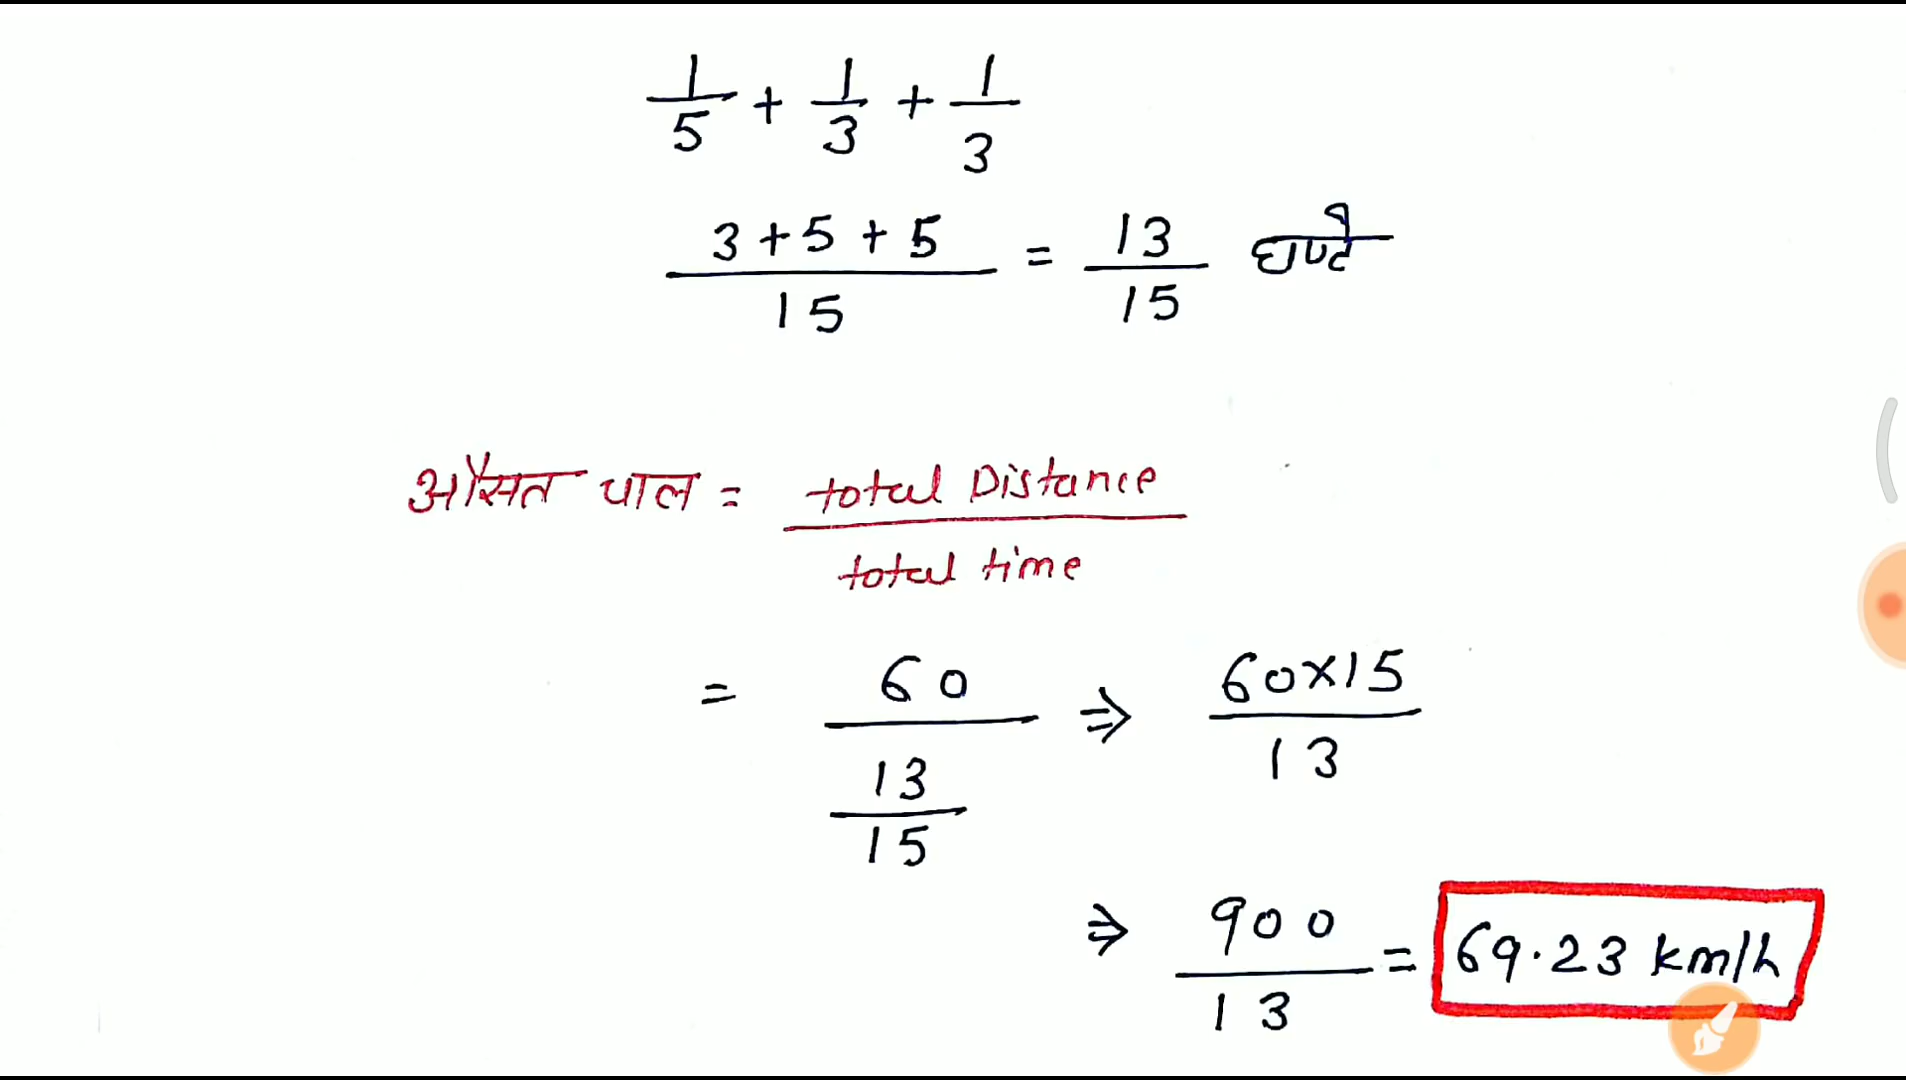 1/5 + 1/3 + 1/3
3+5+5/15 = 13/15 घण्टे
औसत चाल = total Distance/total time
= 60/13/15 ⇒ 60×15/13
⇒ 900/13 = 69.23 km/h